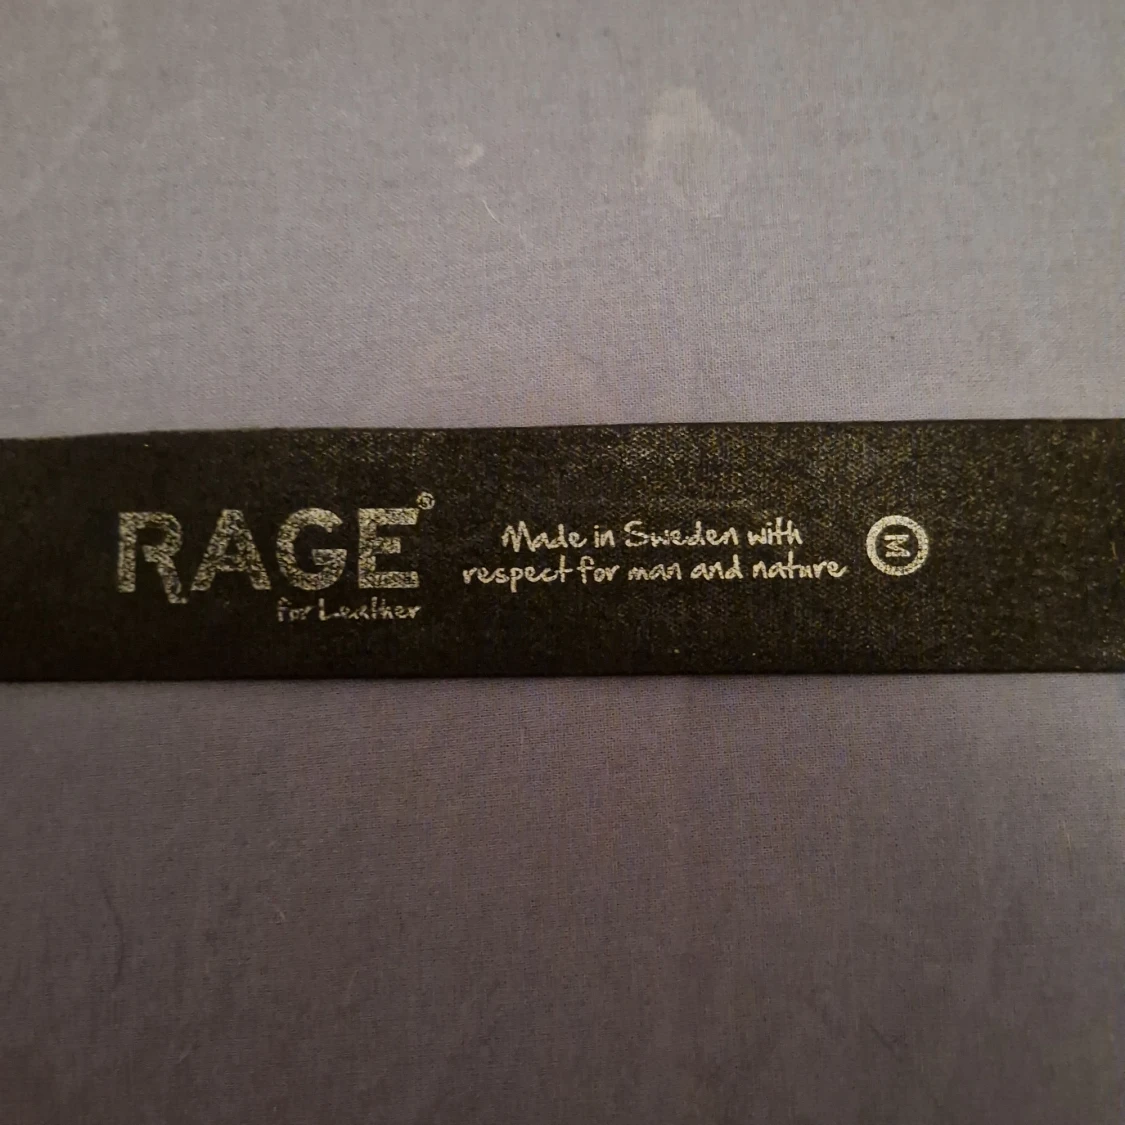 RAGE®
for Leather
Made in Sweden with
respect for man and nature
M